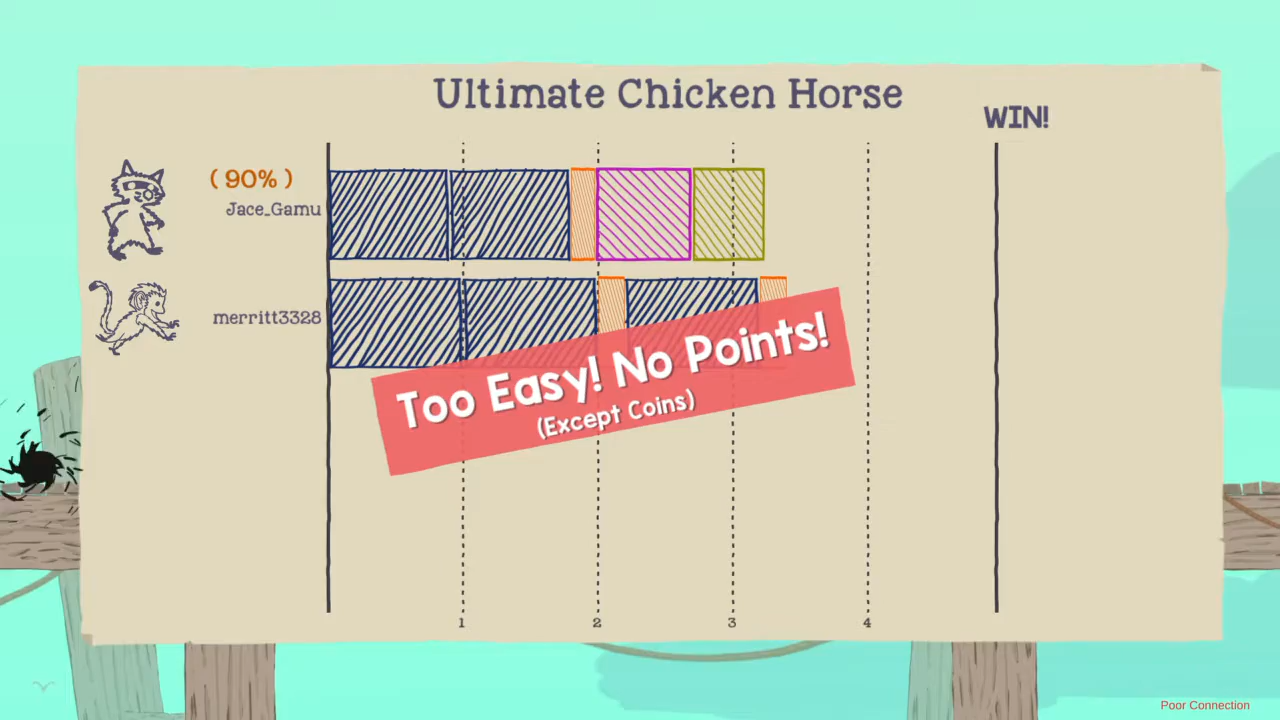 Ultimate Chicken Horse
WIN!
( 90% )
Jace_Gamu
merritt3328
Too Easy! No Points!
(Except Coins)
1 2 3 4
Poor Connection